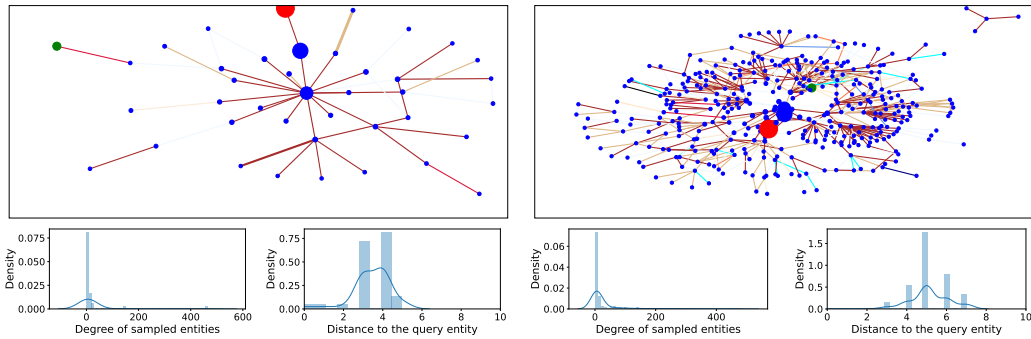 0.075
0.050
0.025
0.000
Density
0 200 400 600
Degree of sampled entities
0.75
0.50
0.25
0.00
Density
0 2 4 6 8 10
Distance to the query entity
0.06
0.04
0.02
0.00
Density
0 200 400
Degree of sampled entities
1.5
1.0
0.5
0.0
Density
0 2 4 6 8 10
Distance to the query entity